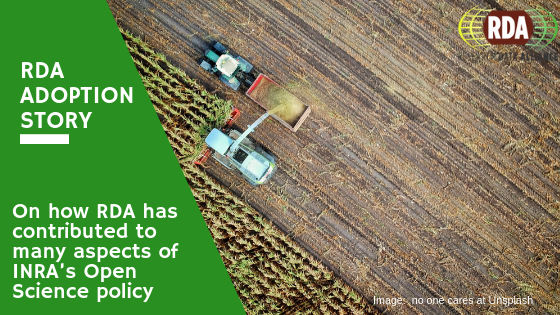 RDA
RDA
ADOPTION
STORY
On how RDA has
contributed to
many aspects of
INRA's Open
Science policy
Image: no one cares at Unsplash